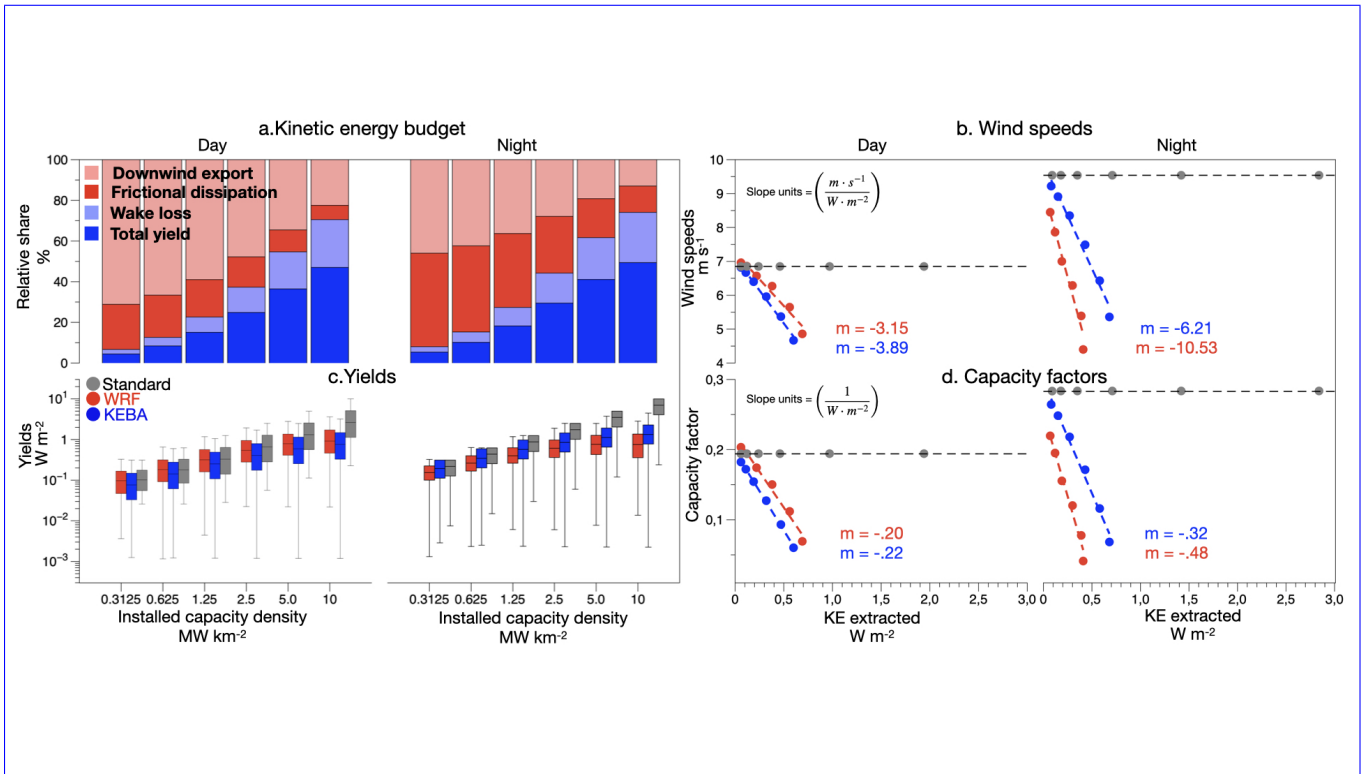 a.Kinetic energy budget
Day
Night
Relative share
%
100
80
60
40
20
0
Downwind export
Frictional dissipation
Wake loss
Total yield
b. Wind speeds
Day
Night
Wind speeds
m s⁻¹
10
9
8
7
6
5
4
Slope units = (m · s⁻¹ / W · m⁻²)
m = -3.15
m = -3.89
m = -6.21
m = -10.53
c.Yields
Standard
WRF
KEBA
Yields
W m⁻²
10¹
1
10⁻¹
10⁻²
10⁻³
0.3125 0.625 1.25 2.5 5.0 10
Installed capacity density
MW km⁻²
0.3125 0.625 1.25 2.5 5.0 10
Installed capacity density
MW km⁻²
d. Capacity factors
Capacity factor
0,3
0,2
0,1
Slope units = (1 / W · m⁻²)
m = -.20
m = -.22
m = -.32
m = -.48
0 0,5 1,0 1,5 2,0 2,5 3,0
KE extracted
W m⁻²
0 0,5 1,0 1,5 2,0 2,5 3,0
KE extracted
W m⁻²